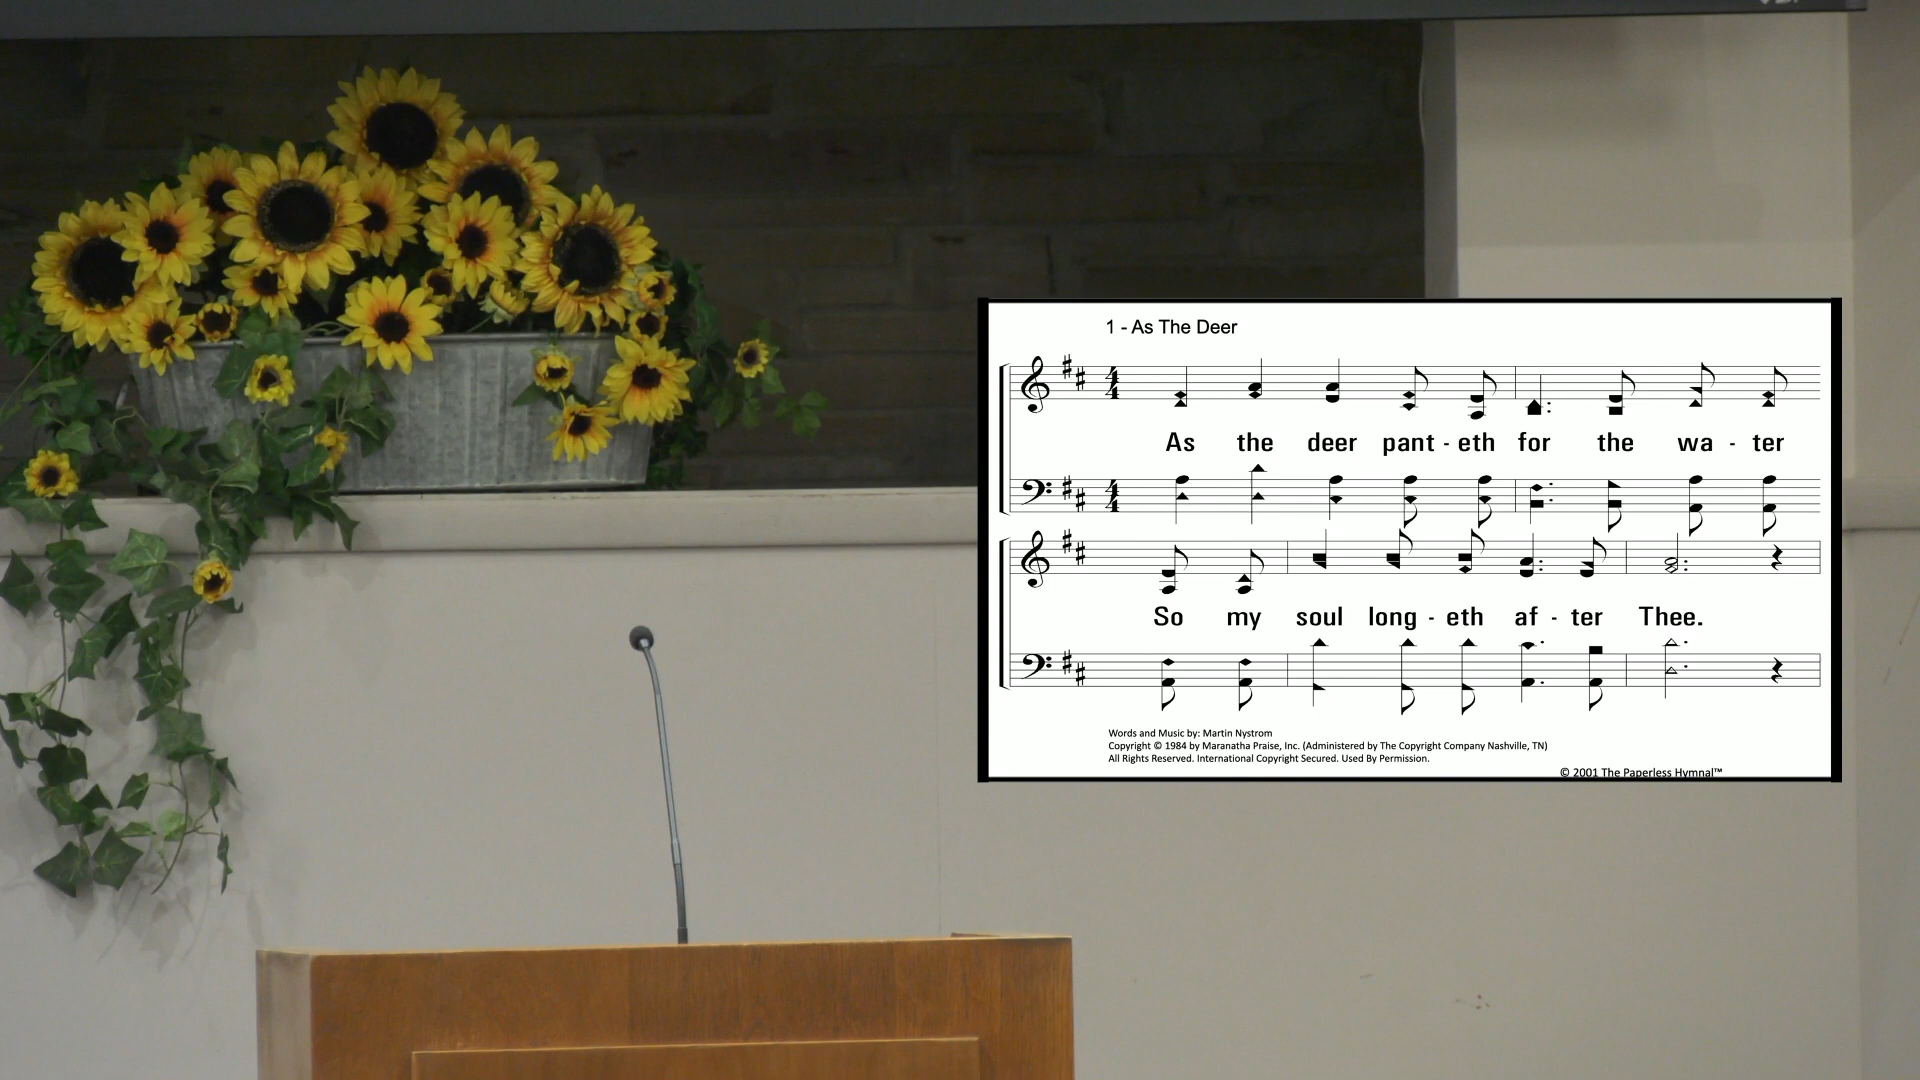 1 - As The Deer
As the deer pant - eth for the wa - ter
So my soul long - eth af - ter Thee.
Words and Music by: Martin Nystrom
Copyright © 1984 by Maranatha Praise, Inc. (Administered by The Copyright Company Nashville, TN)
All Rights Reserved. International Copyright Secured. Used By Permission.
© 2001 The Paperless Hymnal™